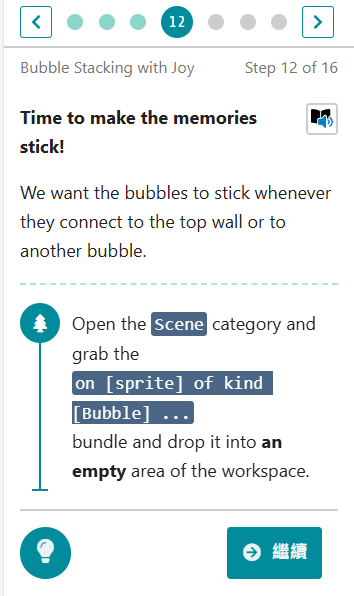 12
Bubble Stacking with Joy Step 12 of 16
Time to make the memories
stick!
We want the bubbles to stick whenever
they connect to the top wall or to
another bubble.
Open the Scene category and
grab the
on [sprite] of kind
[Bubble] ...
bundle and drop it into an
empty area of the workspace.
繼續